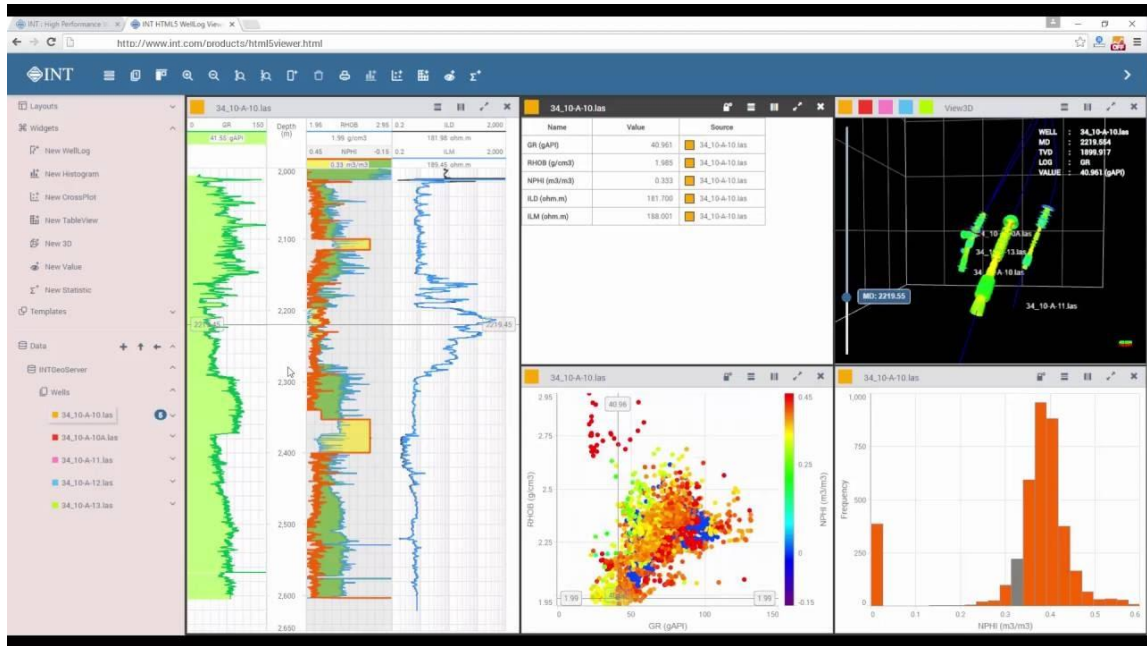 INT : High Performance
INT HTML5 WellLog View
http://www.int.com/products/html5viewer.html
INT
Layouts
Widgets
New WellLog
New Histogram
New CrossPlot
New TableView
New 3D
New Value
New Statistic
Templates
Data
INTGeoServer
Wells
34_10-A-10.las
34_10-A-10A.las
34_10-A-11.las
34_10-A-12.las
34_10-A-13.las
34_10-A-10.las
0 GR 150
41.55 gAPI
Depth
(m)
1.95 RHOB 2.95
1.99 g/cm3
0.45 NPHI -0.15
0.33 m3/m3
0.2 ILD 2,000
181.98 ohm.m
0.2 ILM 2,000
2,000
2,100
2,200
2219.45
2,300
2,400
2,500
2,600
2,650
34_10-A-10.las
Name Value Source
GR (gAPI) 40.961 34_10-A-10.las
RHOB (g/cm3) 1.985 34_10-A-10.las
NPHI (m3/m3) 0.333 34_10-A-10.las
ILD (ohm.m) 181.700 34_10-A-10.las
ILM (ohm.m) 188.001 34_10-A-10.las
View3D
WELL : 34_10-A-10.las
MD : 2219.554
TVD : 1898.917
LOG : GR
VALUE : 40.961 (gAPI)
MD: 2219.55
34_10-A-11.las
34_10-A-10.las
2.95
2.75
2.5
2.25
1.95
RHOB (g/cm3)
40.96
1.99
1.99
0 50 100 150
GR (gAPI)
0.45
0.25
0
-0.15
NPHI (m3/m3)
34_10-A-10.las
1,000
750
500
250
0
Frequency
0 0.1 0.2 0.3 0.4 0.5 0.6
NPHI (m3/m3)